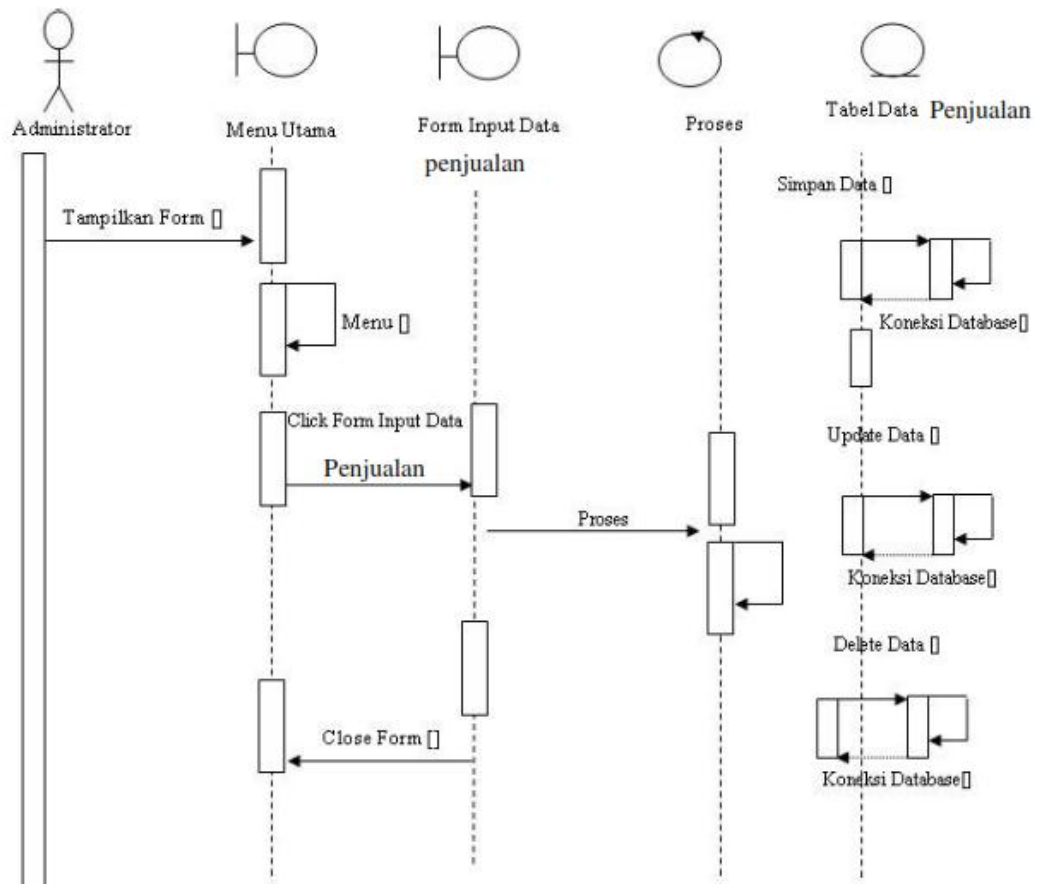 Administrator
Menu Utama
Form Input Data
penjualan
Proses
Tabel Data Penjualan
Simpan Data []
Tampilkan Form []
Menu []
Koneksi Database[]
Click Form Input Data
Penjualan
Update Data []
Proses
Koneksi Database[]
Delete Data []
Close Form []
Koneksi Database[]